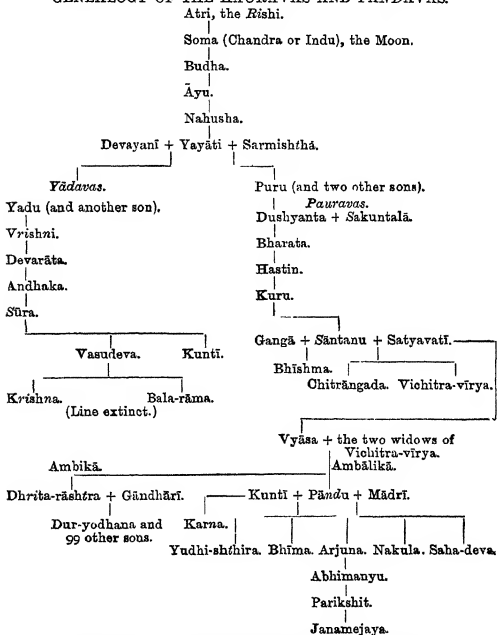 GENEALOGY OF THE KAURAVAS AND PANDAVAS.
Atri, the Rishi.
Soma (Chandra or Indu), the Moon.
Budha.
Āyu.
Nahusha.
Devayanī + Yayāti + Sarmishthá.
Yādavas.
Puru (and two other sons).
Yadu (and another son).
Pauravas.
Dushyanta + Sakuntalā.
Vrishni.
Bharata.
Devarāta.
Hastin.
Andhaka.
Kuru.
Sūra.
Gangā + Sāntanu + Satyavatī.
Vasudeva. Kuntī.
Bhīshma.
Chitrāngada. Vichitra-vīrya.
Krishna. Bala-rāma.
(Line extinct.)
Vyāsa + the two widows of
Vichitra-vīrya.
Ambikā. Ambālikā.
Dhrita-rāshtra + Gāndhārī. Kuntī + Pāndu + Mādrī.
Dur-yodhana and
99 other sons.
Karna.
Yudhi-shthira. Bhīma. Arjuna. Nakula. Saha-deva.
Abhimanyu.
Parikshit.
Janamejaya.